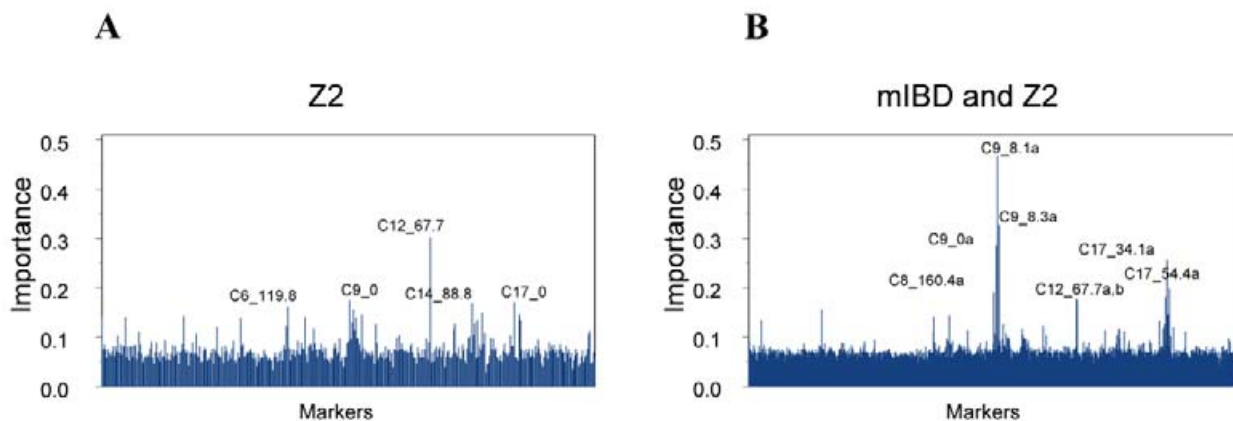 A
B
Z2
mIBD and Z2
Importance
0.5
0.4
0.3
0.2
0.1
0.0
C12_67.7
C9_0
C6_119.8
C14_88.8
C17_0
Markers
Importance
0.5
0.4
0.3
0.2
0.1
0.0
C9_8.1a
C9_8.3a
C9_0a
C17_34.1a
C8_160.4a
C17_54.4a
C12_67.7a,b
Markers